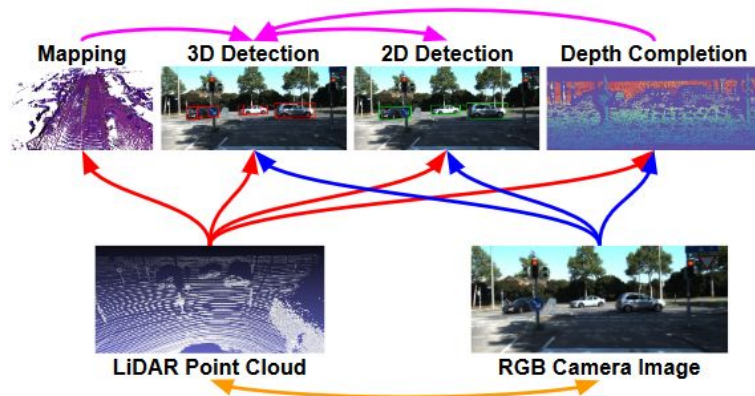 Mapping
3D Detection
2D Detection
Depth Completion
LiDAR Point Cloud
RGB Camera Image